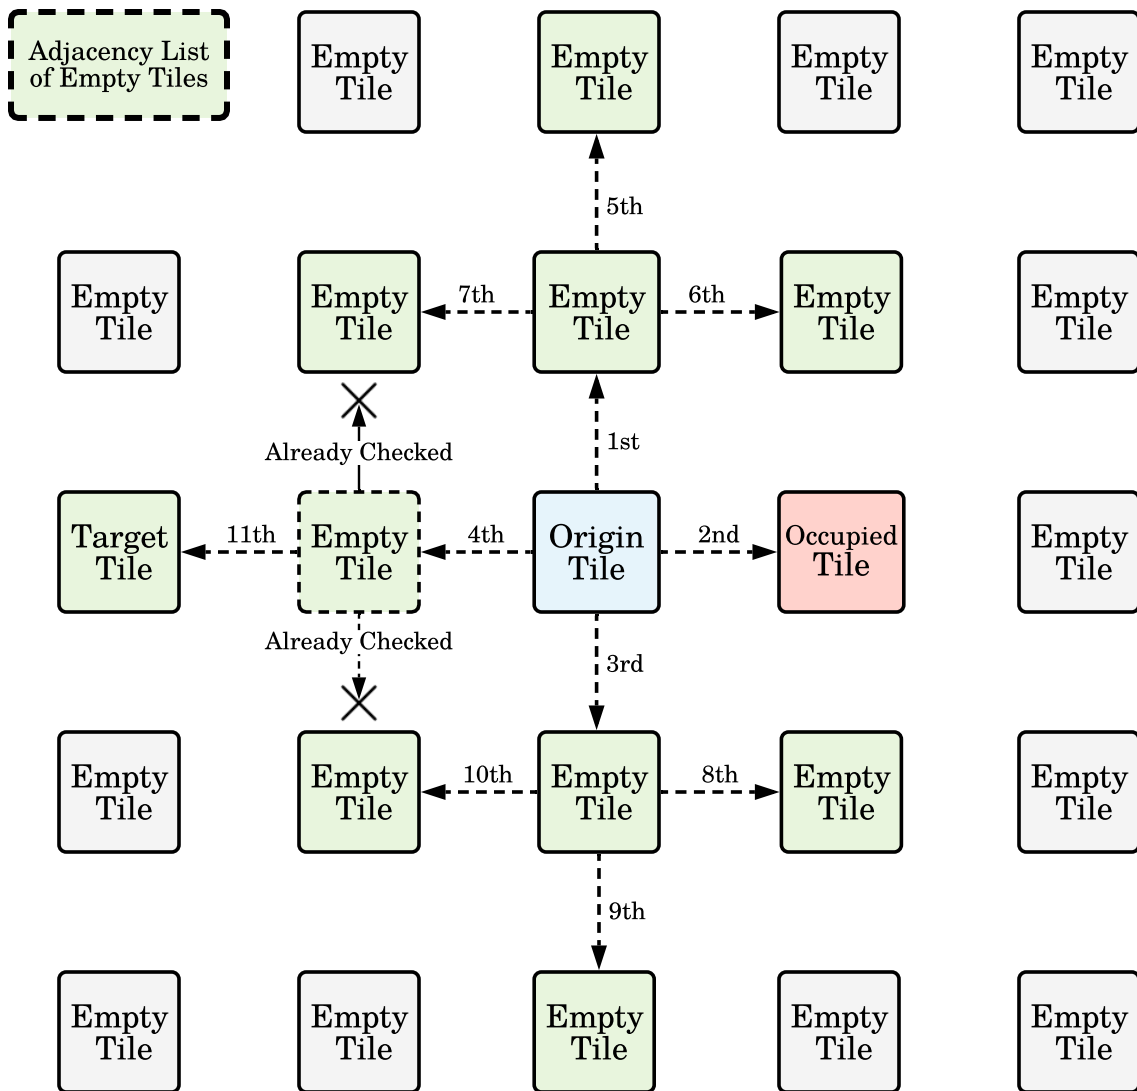 Adjacency List
of Empty Tiles
Empty
Tile
Empty
Tile
Empty
Tile
Empty
Tile
5th
Empty
Tile
Empty
Tile
7th
Empty
Tile
6th
Empty
Tile
Empty
Tile
Already Checked
1st
Target
Tile
11th
Empty
Tile
4th
Origin
Tile
2nd
Occupied
Tile
Empty
Tile
Already Checked
3rd
Empty
Tile
Empty
Tile
10th
Empty
Tile
8th
Empty
Tile
Empty
Tile
9th
Empty
Tile
Empty
Tile
Empty
Tile
Empty
Tile
Empty
Tile